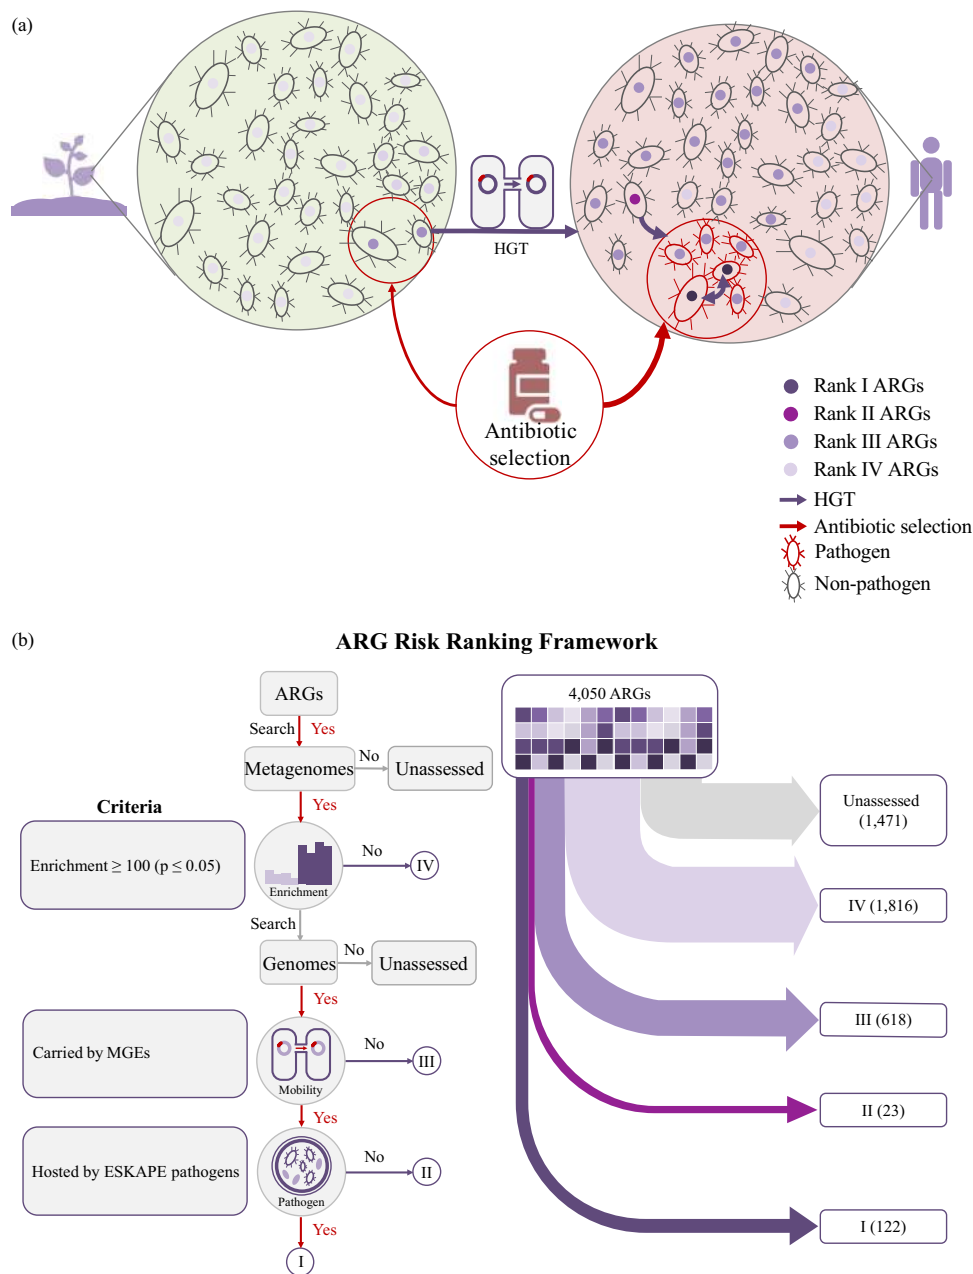 (a)
HGT
Antibiotic
selection
Rank I ARGs
Rank II ARGs
Rank III ARGs
Rank IV ARGs
HGT
Antibiotic selection
Pathogen
Non-pathogen
(b)
ARG Risk Ranking Framework
ARGs
Search Yes
Metagenomes No Unassessed
Yes
Criteria
Enrichment ≥ 100 (p ≤ 0.05)
Enrichment
No IV
Search
Genomes No Unassessed
Yes
Carried by MGEs
Mobility
No III
Yes
Hosted by ESKAPE pathogens
Pathogen
No II
Yes
I
4,050 ARGs
Unassessed
(1,471)
IV (1,816)
III (618)
II (23)
I (122)